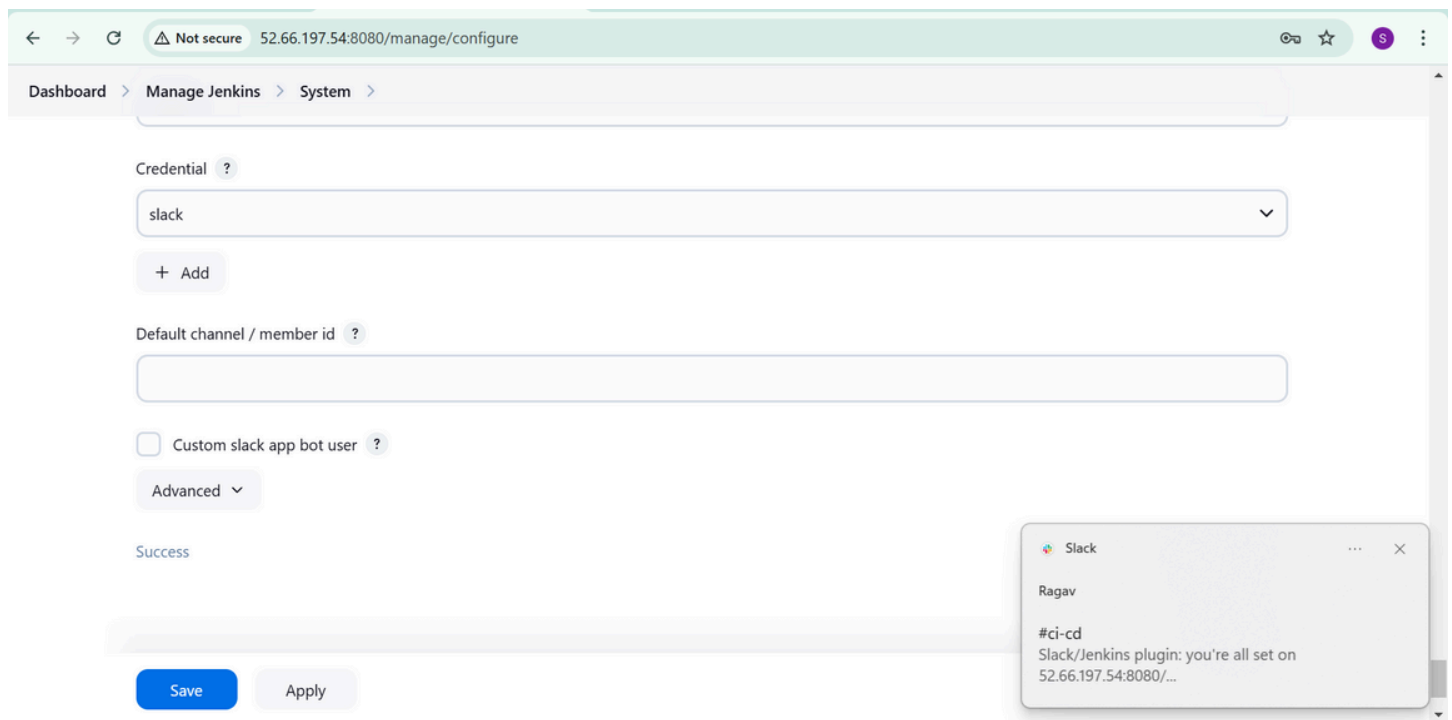 Not secure 52.66.197.54:8080/manage/configure
S
Dashboard > Manage Jenkins > System >
Credential ?
slack
+ Add
Default channel / member id ?
Custom slack app bot user ?
Advanced
Success
Slack
Ragav
#ci-cd
Slack/Jenkins plugin: you're all set on
52.66.197.54:8080/...
Save Apply